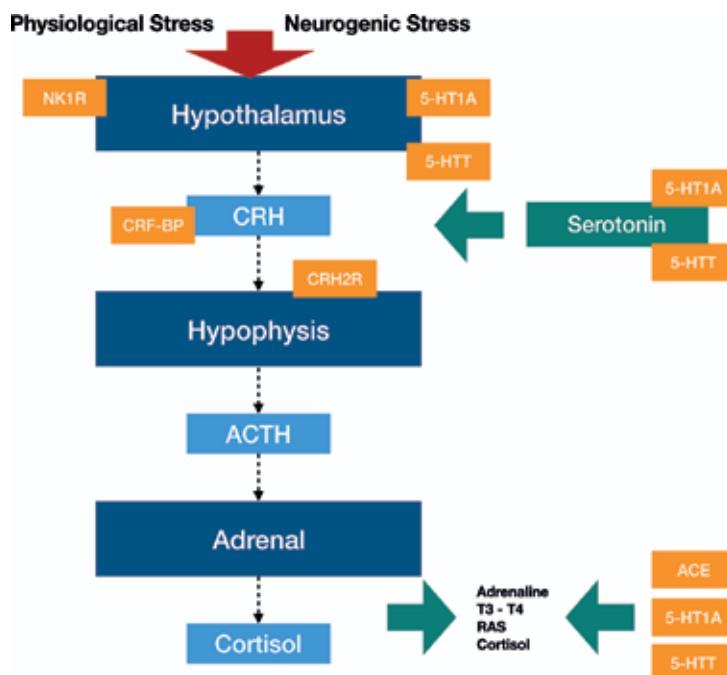 Physiological Stress Neurogenic Stress
NK1R
Hypothalamus
5-HT1A
5-HTT
CRF-BP
CRH
5-HT1A
Serotonin
5-HTT
CRH2R
Hypophysis
ACTH
Adrenal
Adrenaline
T3 - T4
RAS
Cortisol
ACE
5-HT1A
5-HTT
Cortisol